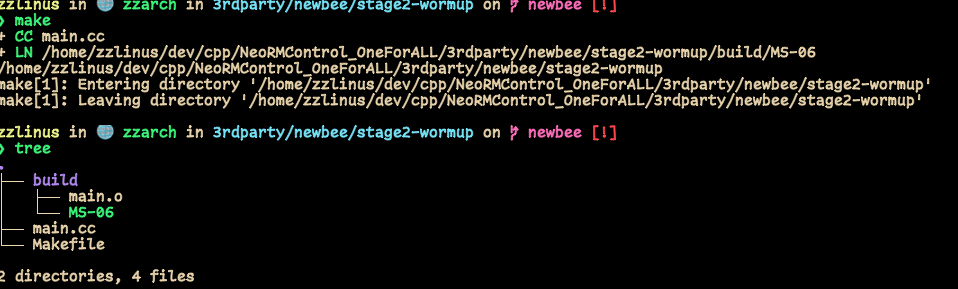 zzlinus in 🌐 zzarch in 3rdparty/newbee/stage2-wormup on  newbee [!]
❯ make
+ CC main.cc
+ LN /home/zzlinus/dev/cpp/NeoRMControl_OneForALL/3rdparty/newbee/stage2-wormup/build/MS-06
/home/zzlinus/dev/cpp/NeoRMControl_OneForALL/3rdparty/newbee/stage2-wormup
make[1]: Entering directory '/home/zzlinus/dev/cpp/NeoRMControl_OneForALL/3rdparty/newbee/stage2-wormup'
make[1]: Leaving directory '/home/zzlinus/dev/cpp/NeoRMControl_OneForALL/3rdparty/newbee/stage2-wormup'
zzlinus in 🌐 zzarch in 3rdparty/newbee/stage2-wormup on  newbee [!]
❯ tree
.
├── build
│   ├── main.o
│   └── MS-06
├── main.cc
└── Makefile
2 directories, 4 files